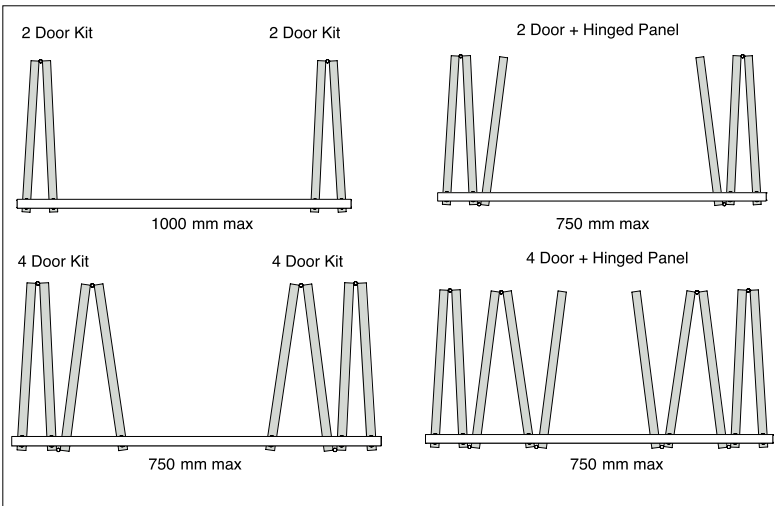 2 Door Kit
2 Door Kit
1000 mm max
2 Door + Hinged Panel
750 mm max
4 Door Kit
4 Door Kit
750 mm max
4 Door + Hinged Panel
750 mm max